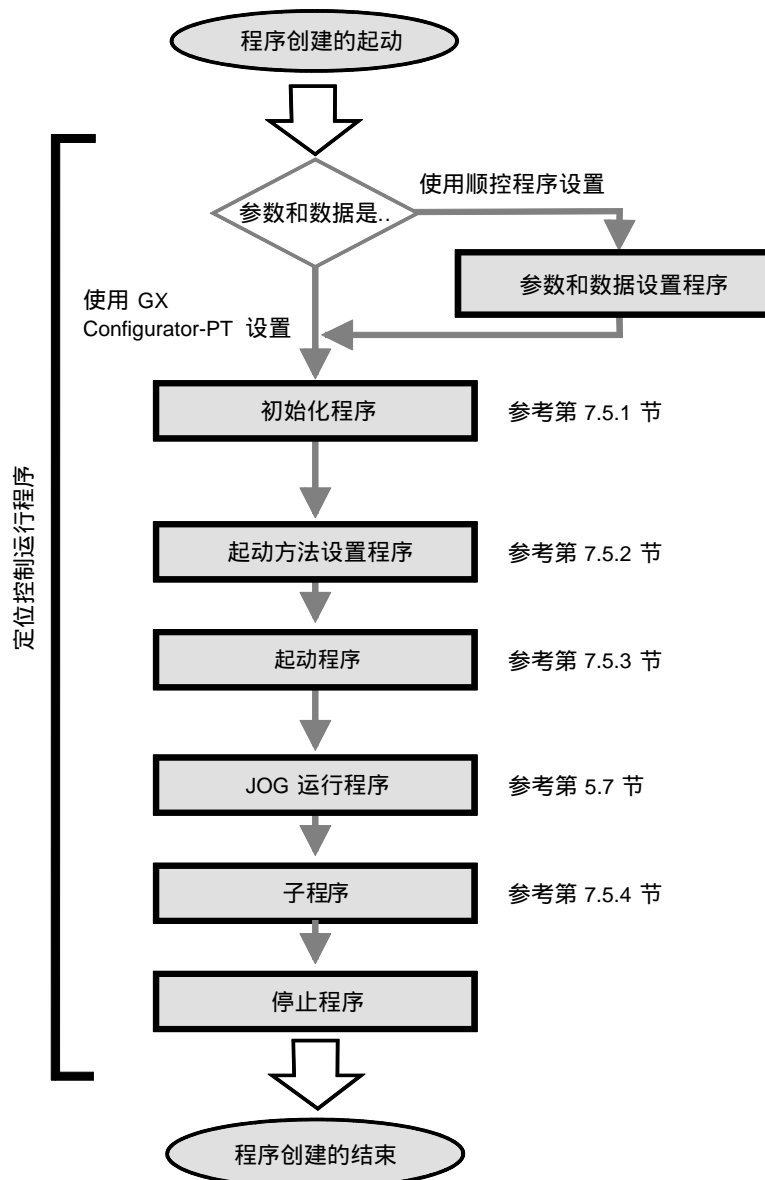 程序创建的起动
使用顺控程序设置
参数和数据是..
参数和数据设置程序
使用 GX
Configurator-PT 设置
初始化程序
参考第 7.5.1 节
起动方法设置程序
参考第 7.5.2 节
起动程序
参考第 7.5.3 节
定位控制运行程序
JOG 运行程序
参考第 5.7 节
子程序
参考第 7.5.4 节
停止程序
程序创建的结束